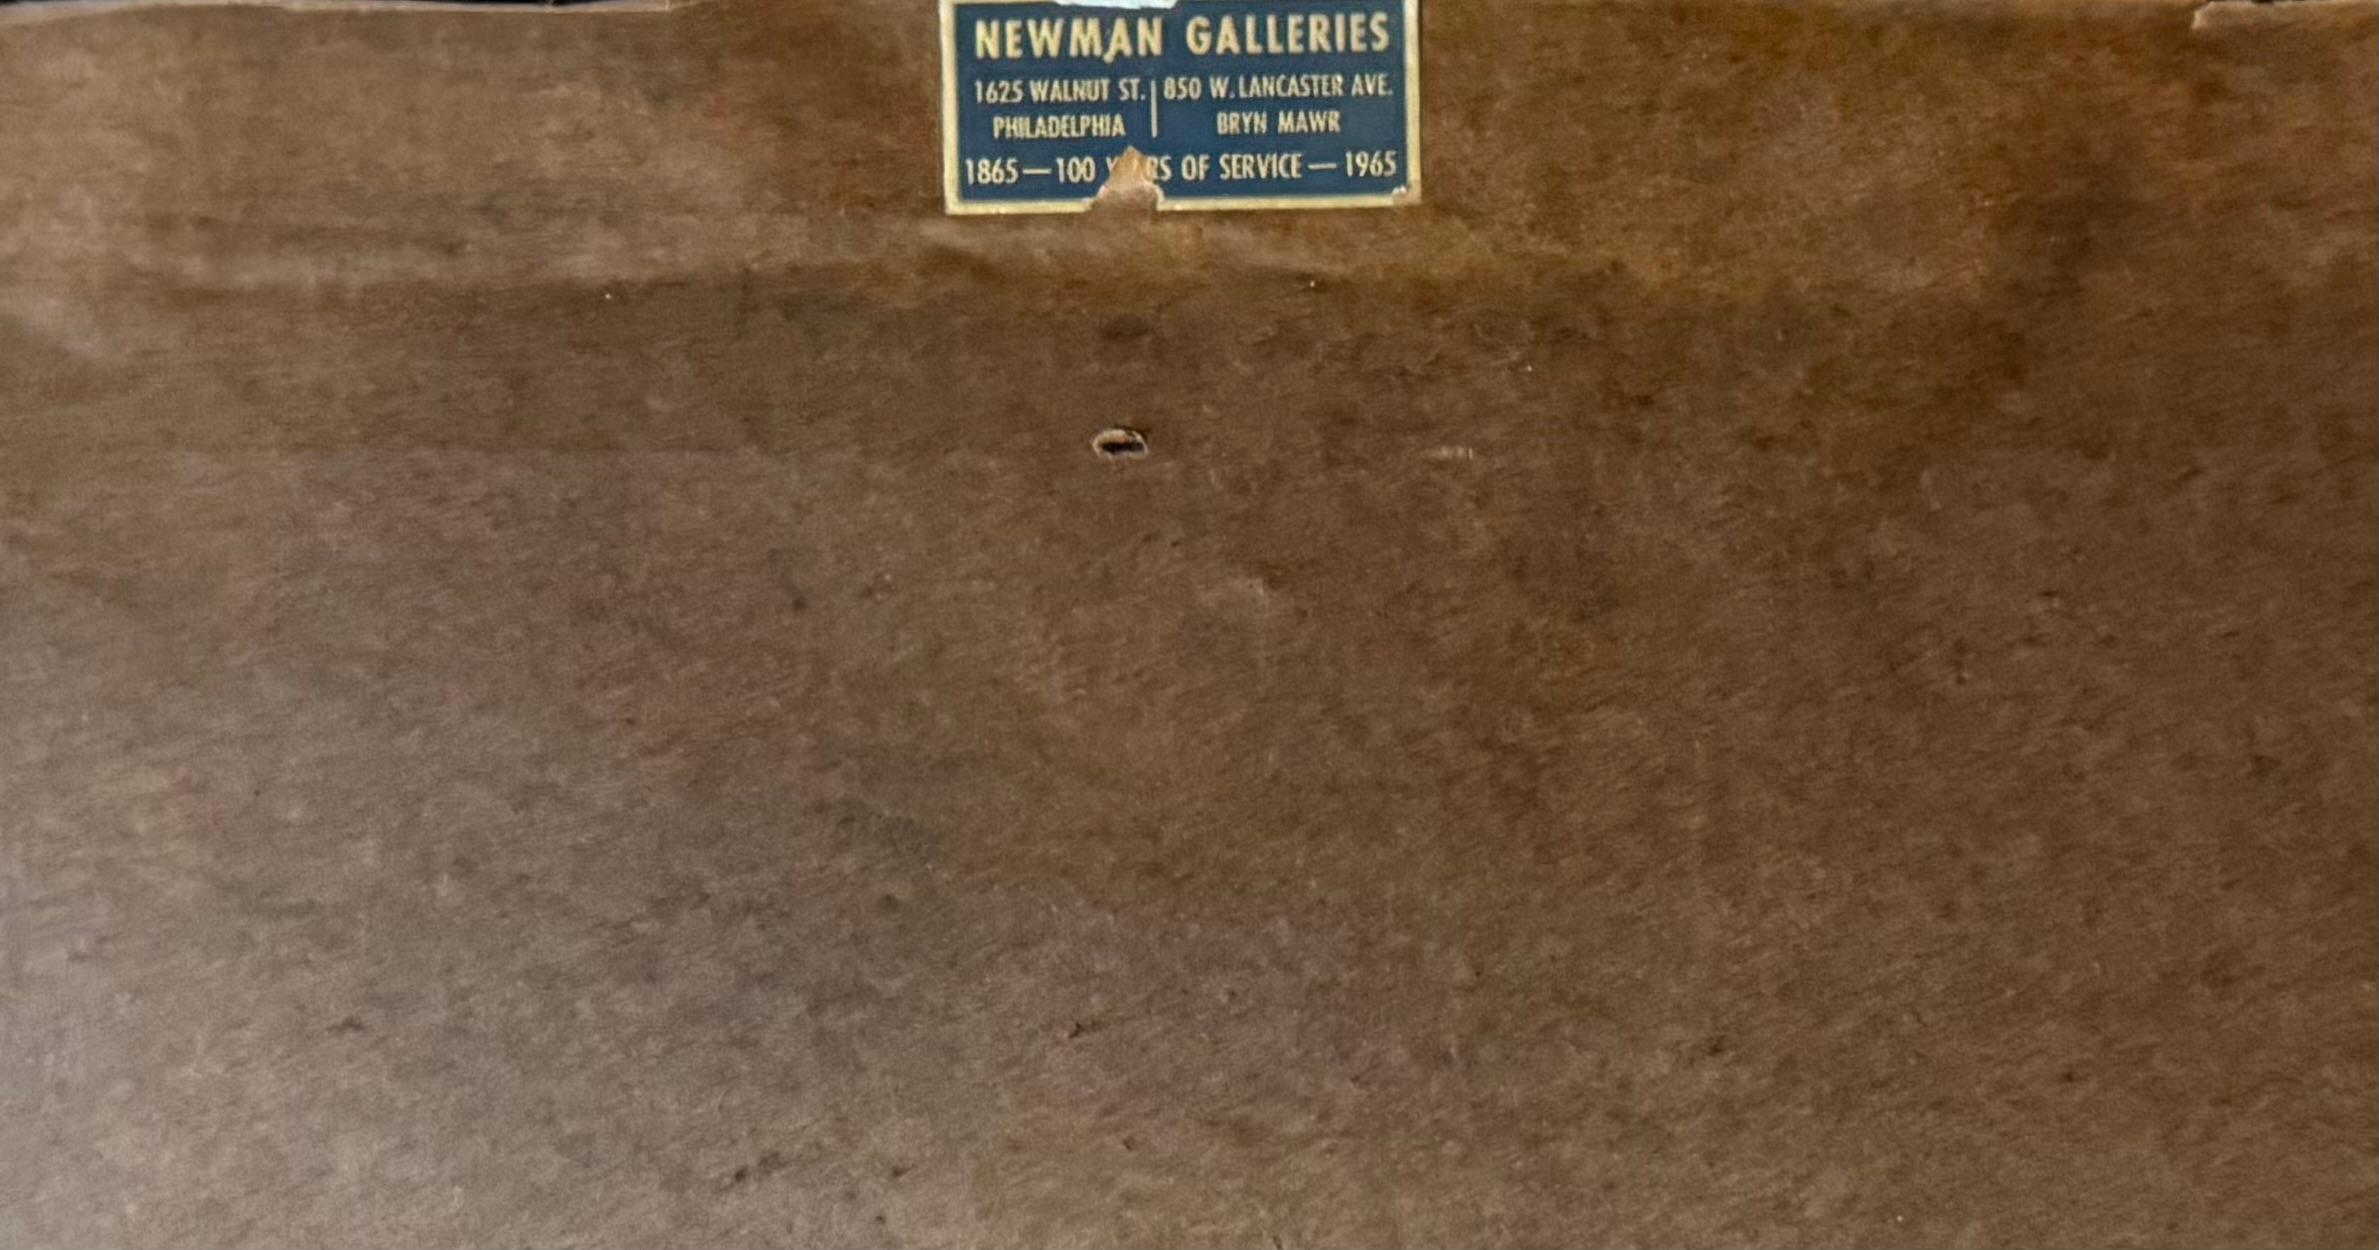 NEWMAN GALLERIES
1625 WALNUT ST. | 850 W. LANCASTER AVE.
PHILADELPHIA | BRYN MAWR
1865—100 OF SERVICE—1965